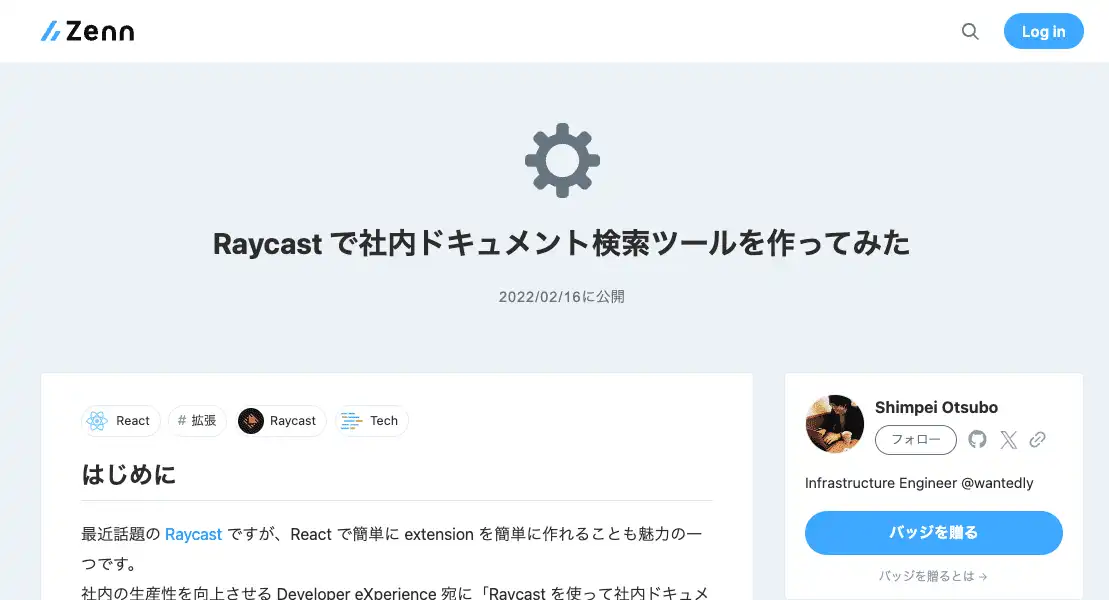 Zenn
Log in
Raycast で社内ドキュメント検索ツールを作ってみた
2022/02/16に公開
React
# 拡張
Raycast
Tech
はじめに
最近話題の Raycast ですが、React で簡単に extension を簡単に作れることも魅力の一
つです。
社内の生産性を向上させる Developer eXperience 宛に「Raycast を使って社内ドキュメ
Shimpei Otsubo
フォロー
Infrastructure Engineer @wantedly
バッジを贈る
バッジを贈るとは →